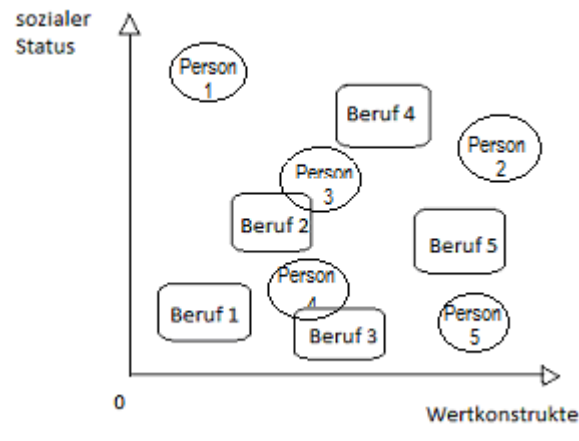 sozialer
Status
Person
1
Beruf 4
Person
2
Person
3
Beruf 2
Beruf 5
Person
4
Beruf 1
Person
5
Beruf 3
0
Wertkonstrukte